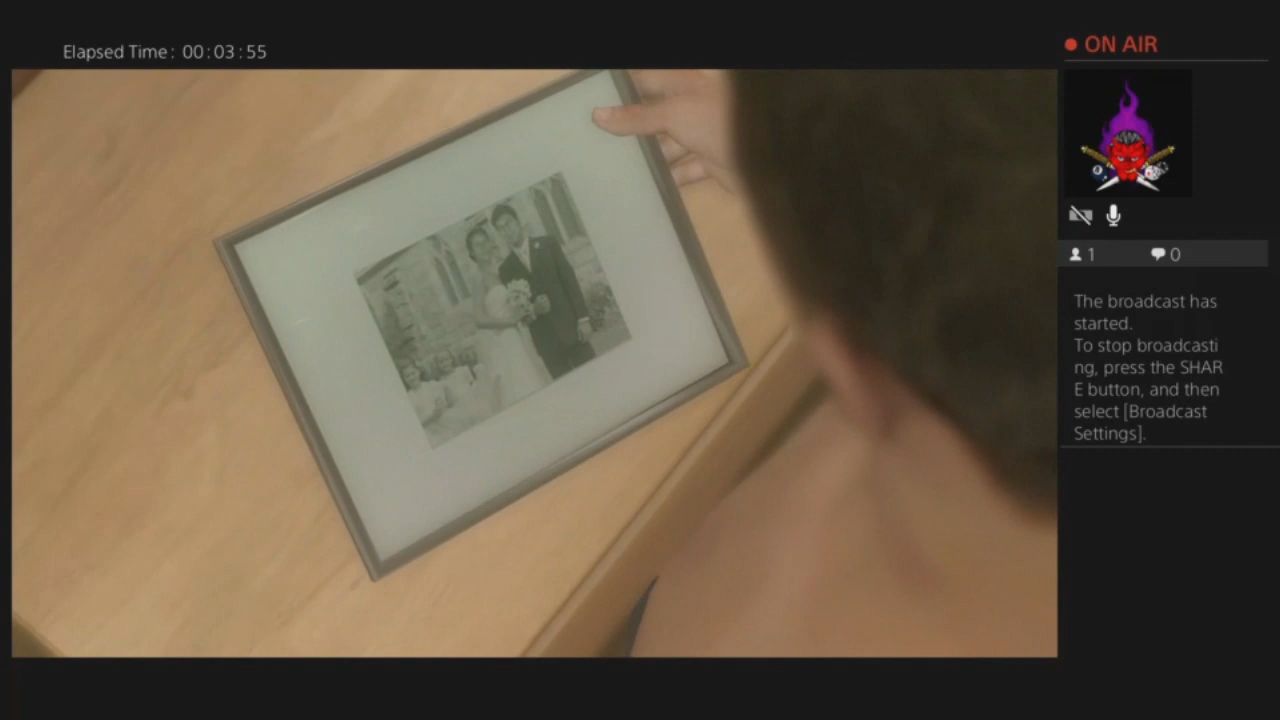 Elapsed Time: 00:03:55
ON AIR
1
0
The broadcast has
started.
To stop broadcasti
ng, press the SHAR
E button, and then
select [Broadcast
Settings].